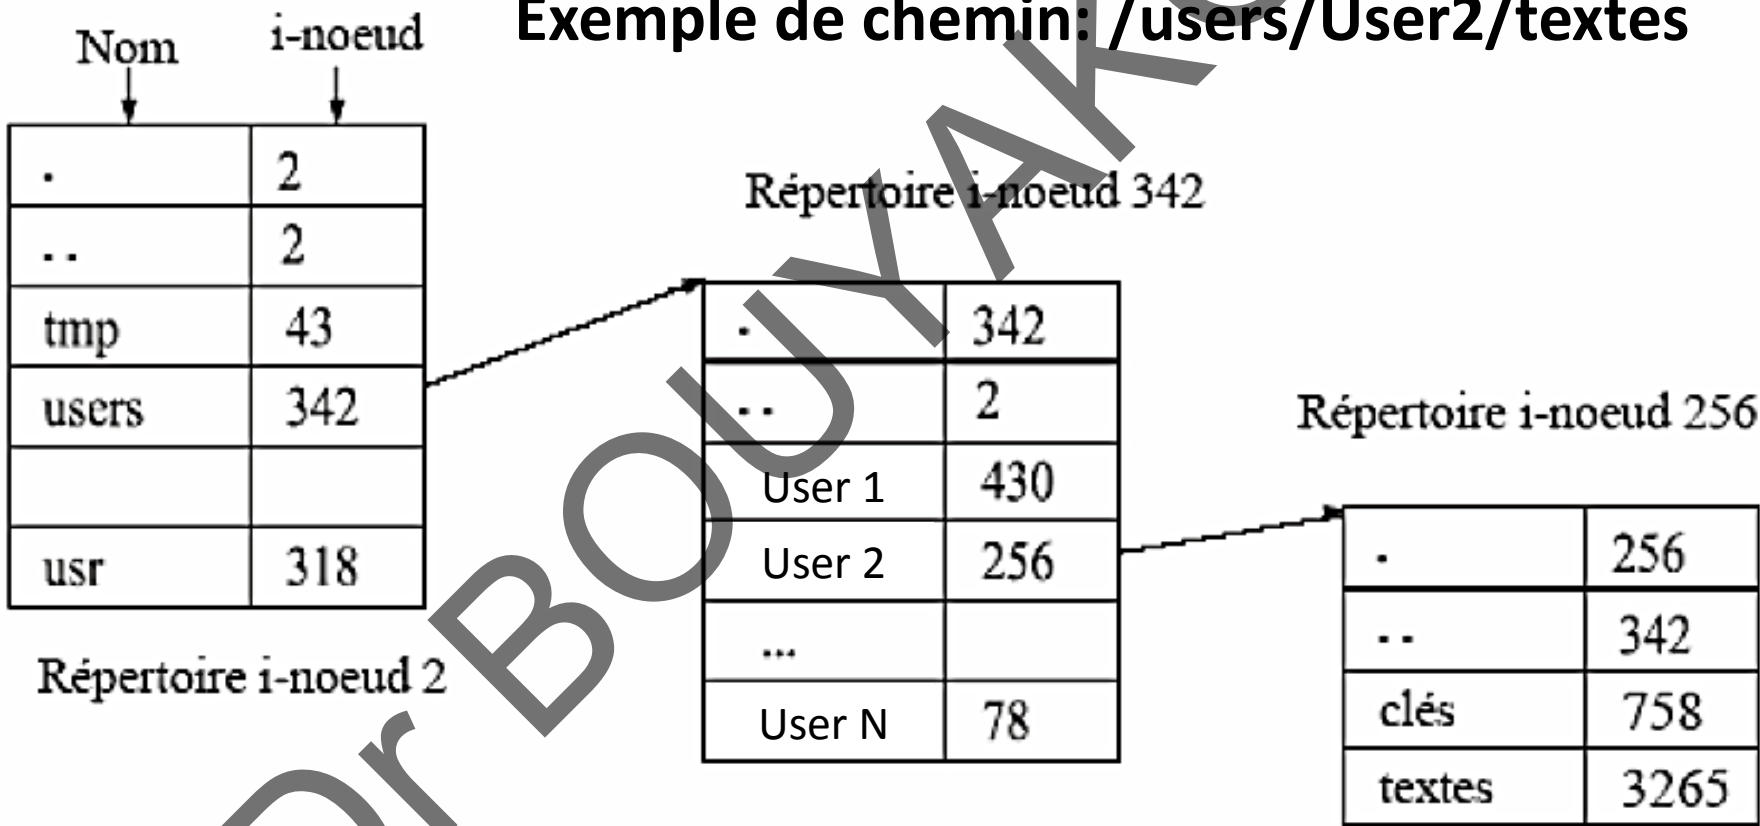 Exemple de chemin: /users/User2/textes
Nom i-noeud
. 2
. . 2
tmp 43
users 342
usr 318
Répertoire i-noeud 2
Répertoire i-noeud 342
. 342
. . 2
User 1 430
User 2 256
...
User N 78
Répertoire i-noeud 256
. 256
. . 342
clés 758
textes 3265
Dr